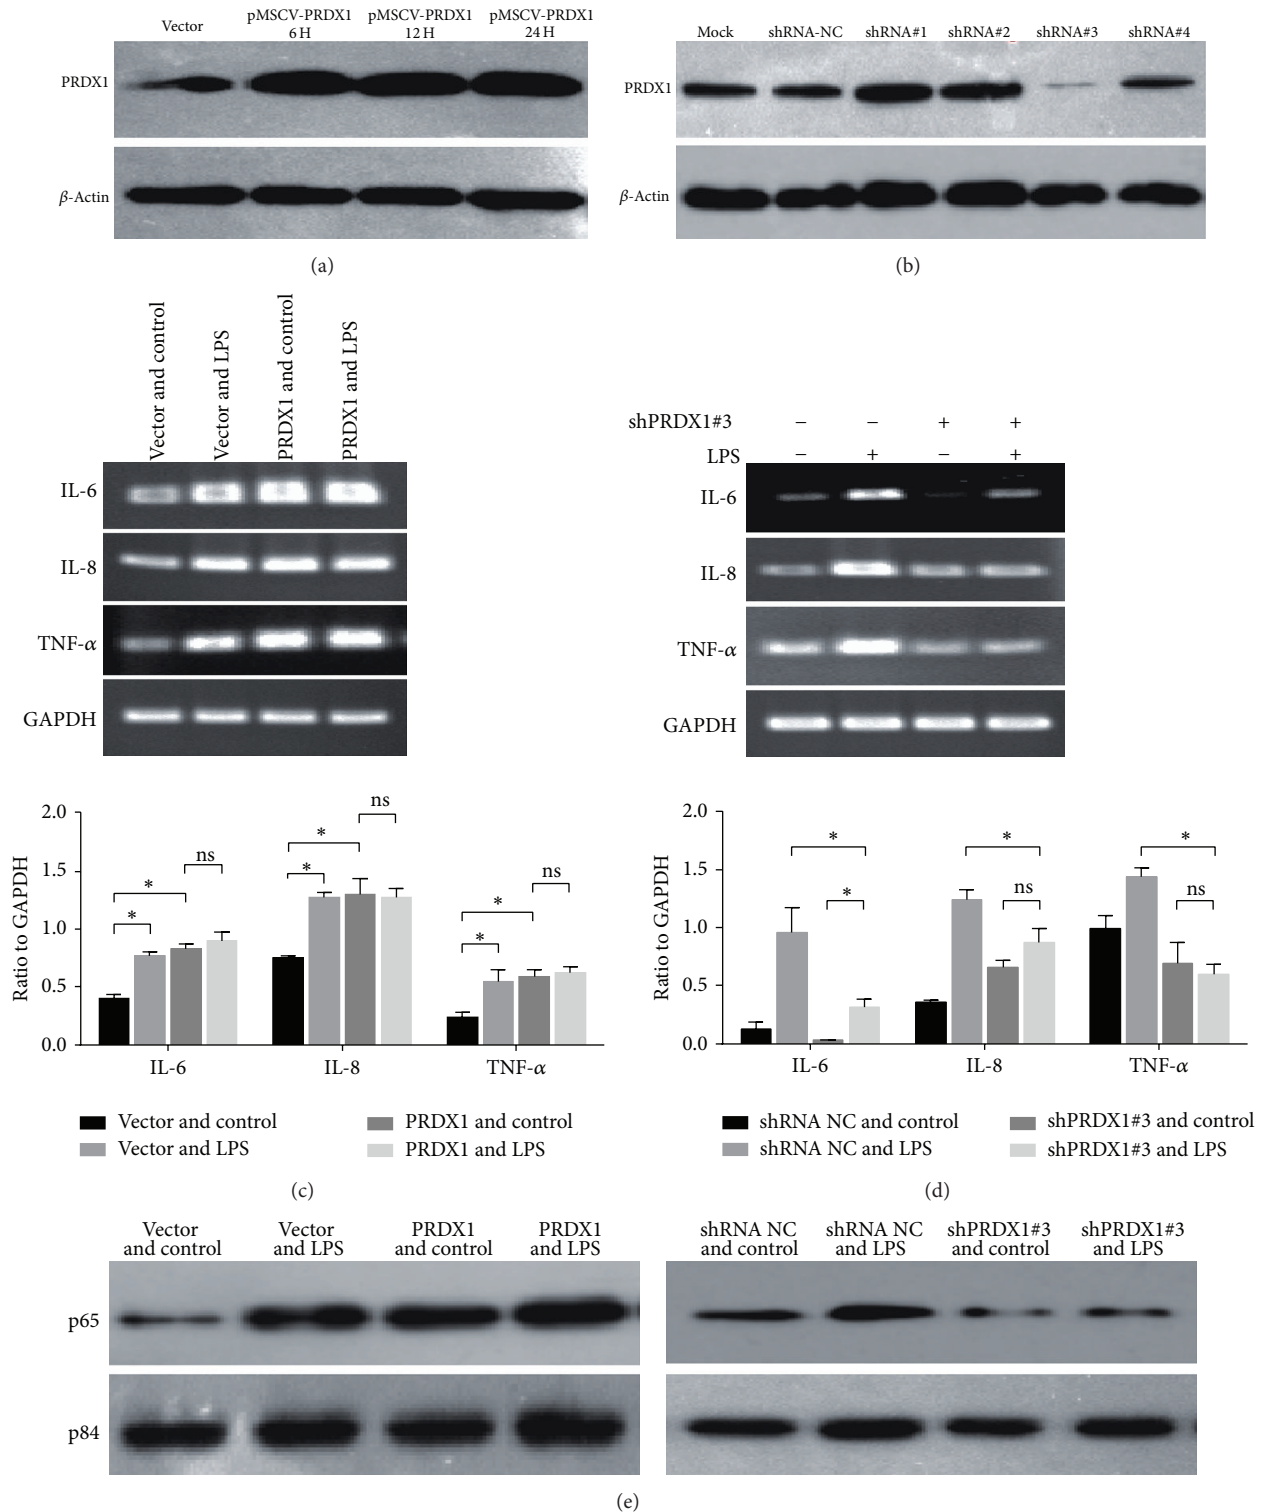 Vector
pMSCV-PRDX1
6 H
pMSCV-PRDX1
12 H
pMSCV-PRDX1
24 H
PRDX1
β-Actin
(a)
Mock
shRNA-NC
shRNA#1
shRNA#2
shRNA#3
shRNA#4
PRDX1
β-Actin
(b)
Vector and control
Vector and LPS
PRDX1 and control
PRDX1 and LPS
IL-6
IL-8
TNF-α
GAPDH
2.0
1.5
1.0
0.5
0.0
Ratio to GAPDH
*
*
ns
*
*
ns
*
*
ns
IL-6
IL-8
TNF-α
Vector and control
Vector and LPS
PRDX1 and control
PRDX1 and LPS
(c)
shPRDX1#3 − − + +
LPS − + − +
IL-6
IL-8
TNF-α
GAPDH
2.0
1.5
1.0
0.5
0.0
Ratio to GAPDH
*
*
*
ns
*
ns
IL-6
IL-8
TNF-α
shRNA NC and control
shRNA NC and LPS
shPRDX1#3 and control
shPRDX1#3 and LPS
(d)
Vector
and control
Vector
and LPS
PRDX1
and control
PRDX1
and LPS
shRNA NC
and control
shRNA NC
and LPS
shPRDX1#3
and control
shPRDX1#3
and LPS
p65
p84
(e)